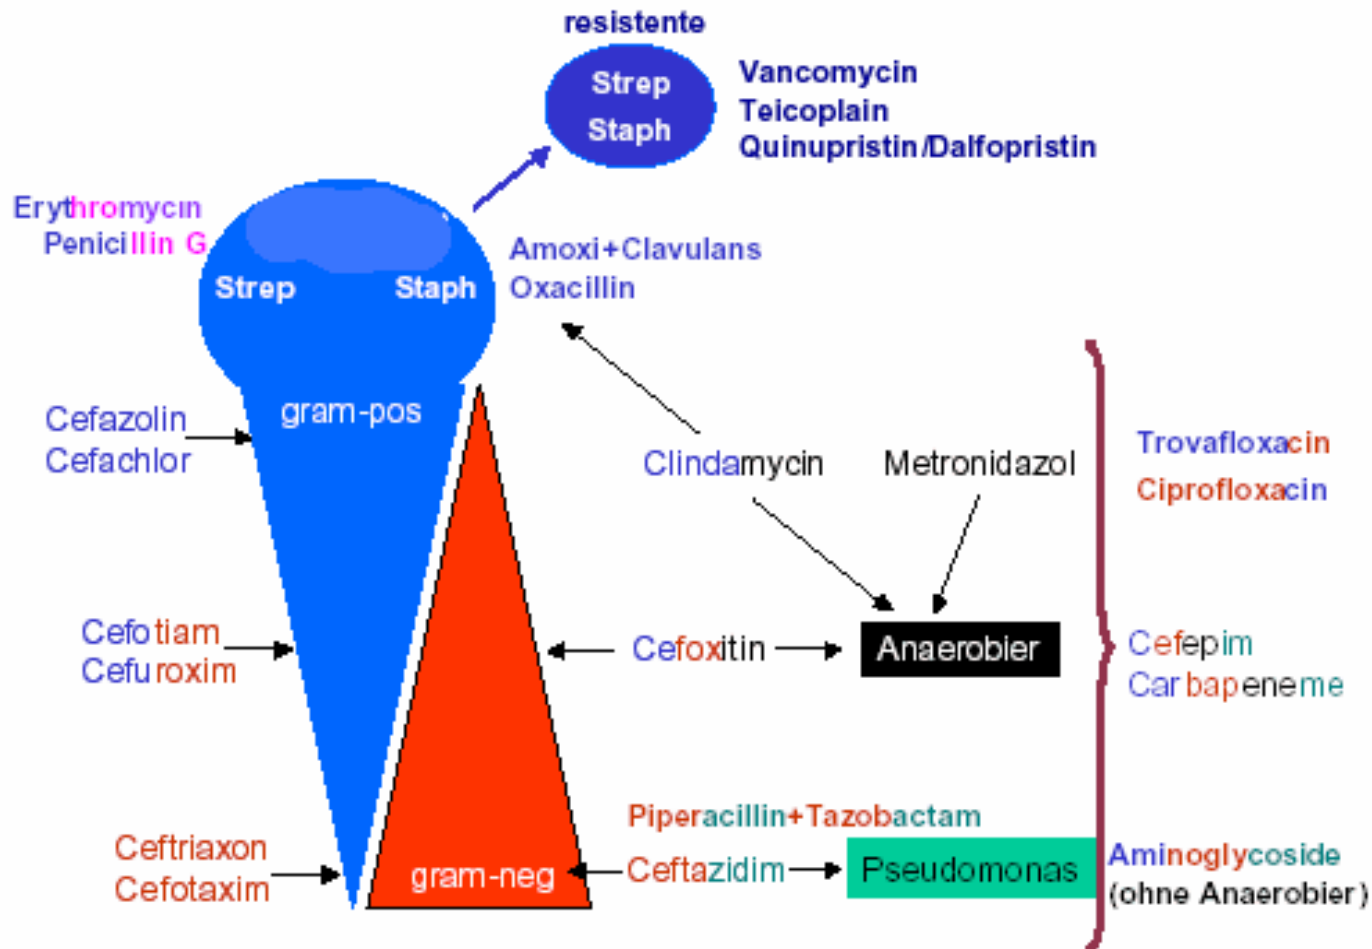 resistente
Strep
Staph
Vancomycin
Teicoplain
Quinupristin/Dalfopristin
Erythromycin
Penicillin G
Strep
Staph
Amoxi+Clavulans
Oxacillin
gram-pos
Cefazolin
Cefachlor
Clindamycin
Metronidazol
Trovafloxacin
Ciprofloxacin
Cefotiam
Cefuroxim
Cefoxitin
Anaerobier
Cefepim
Carbapeneme
Piperacillin+Tazobactam
Ceftriaxon
Cefotaxim
gram-neg
Ceftazidim
Pseudomonas
Aminoglycoside
(ohne Anaerobier)